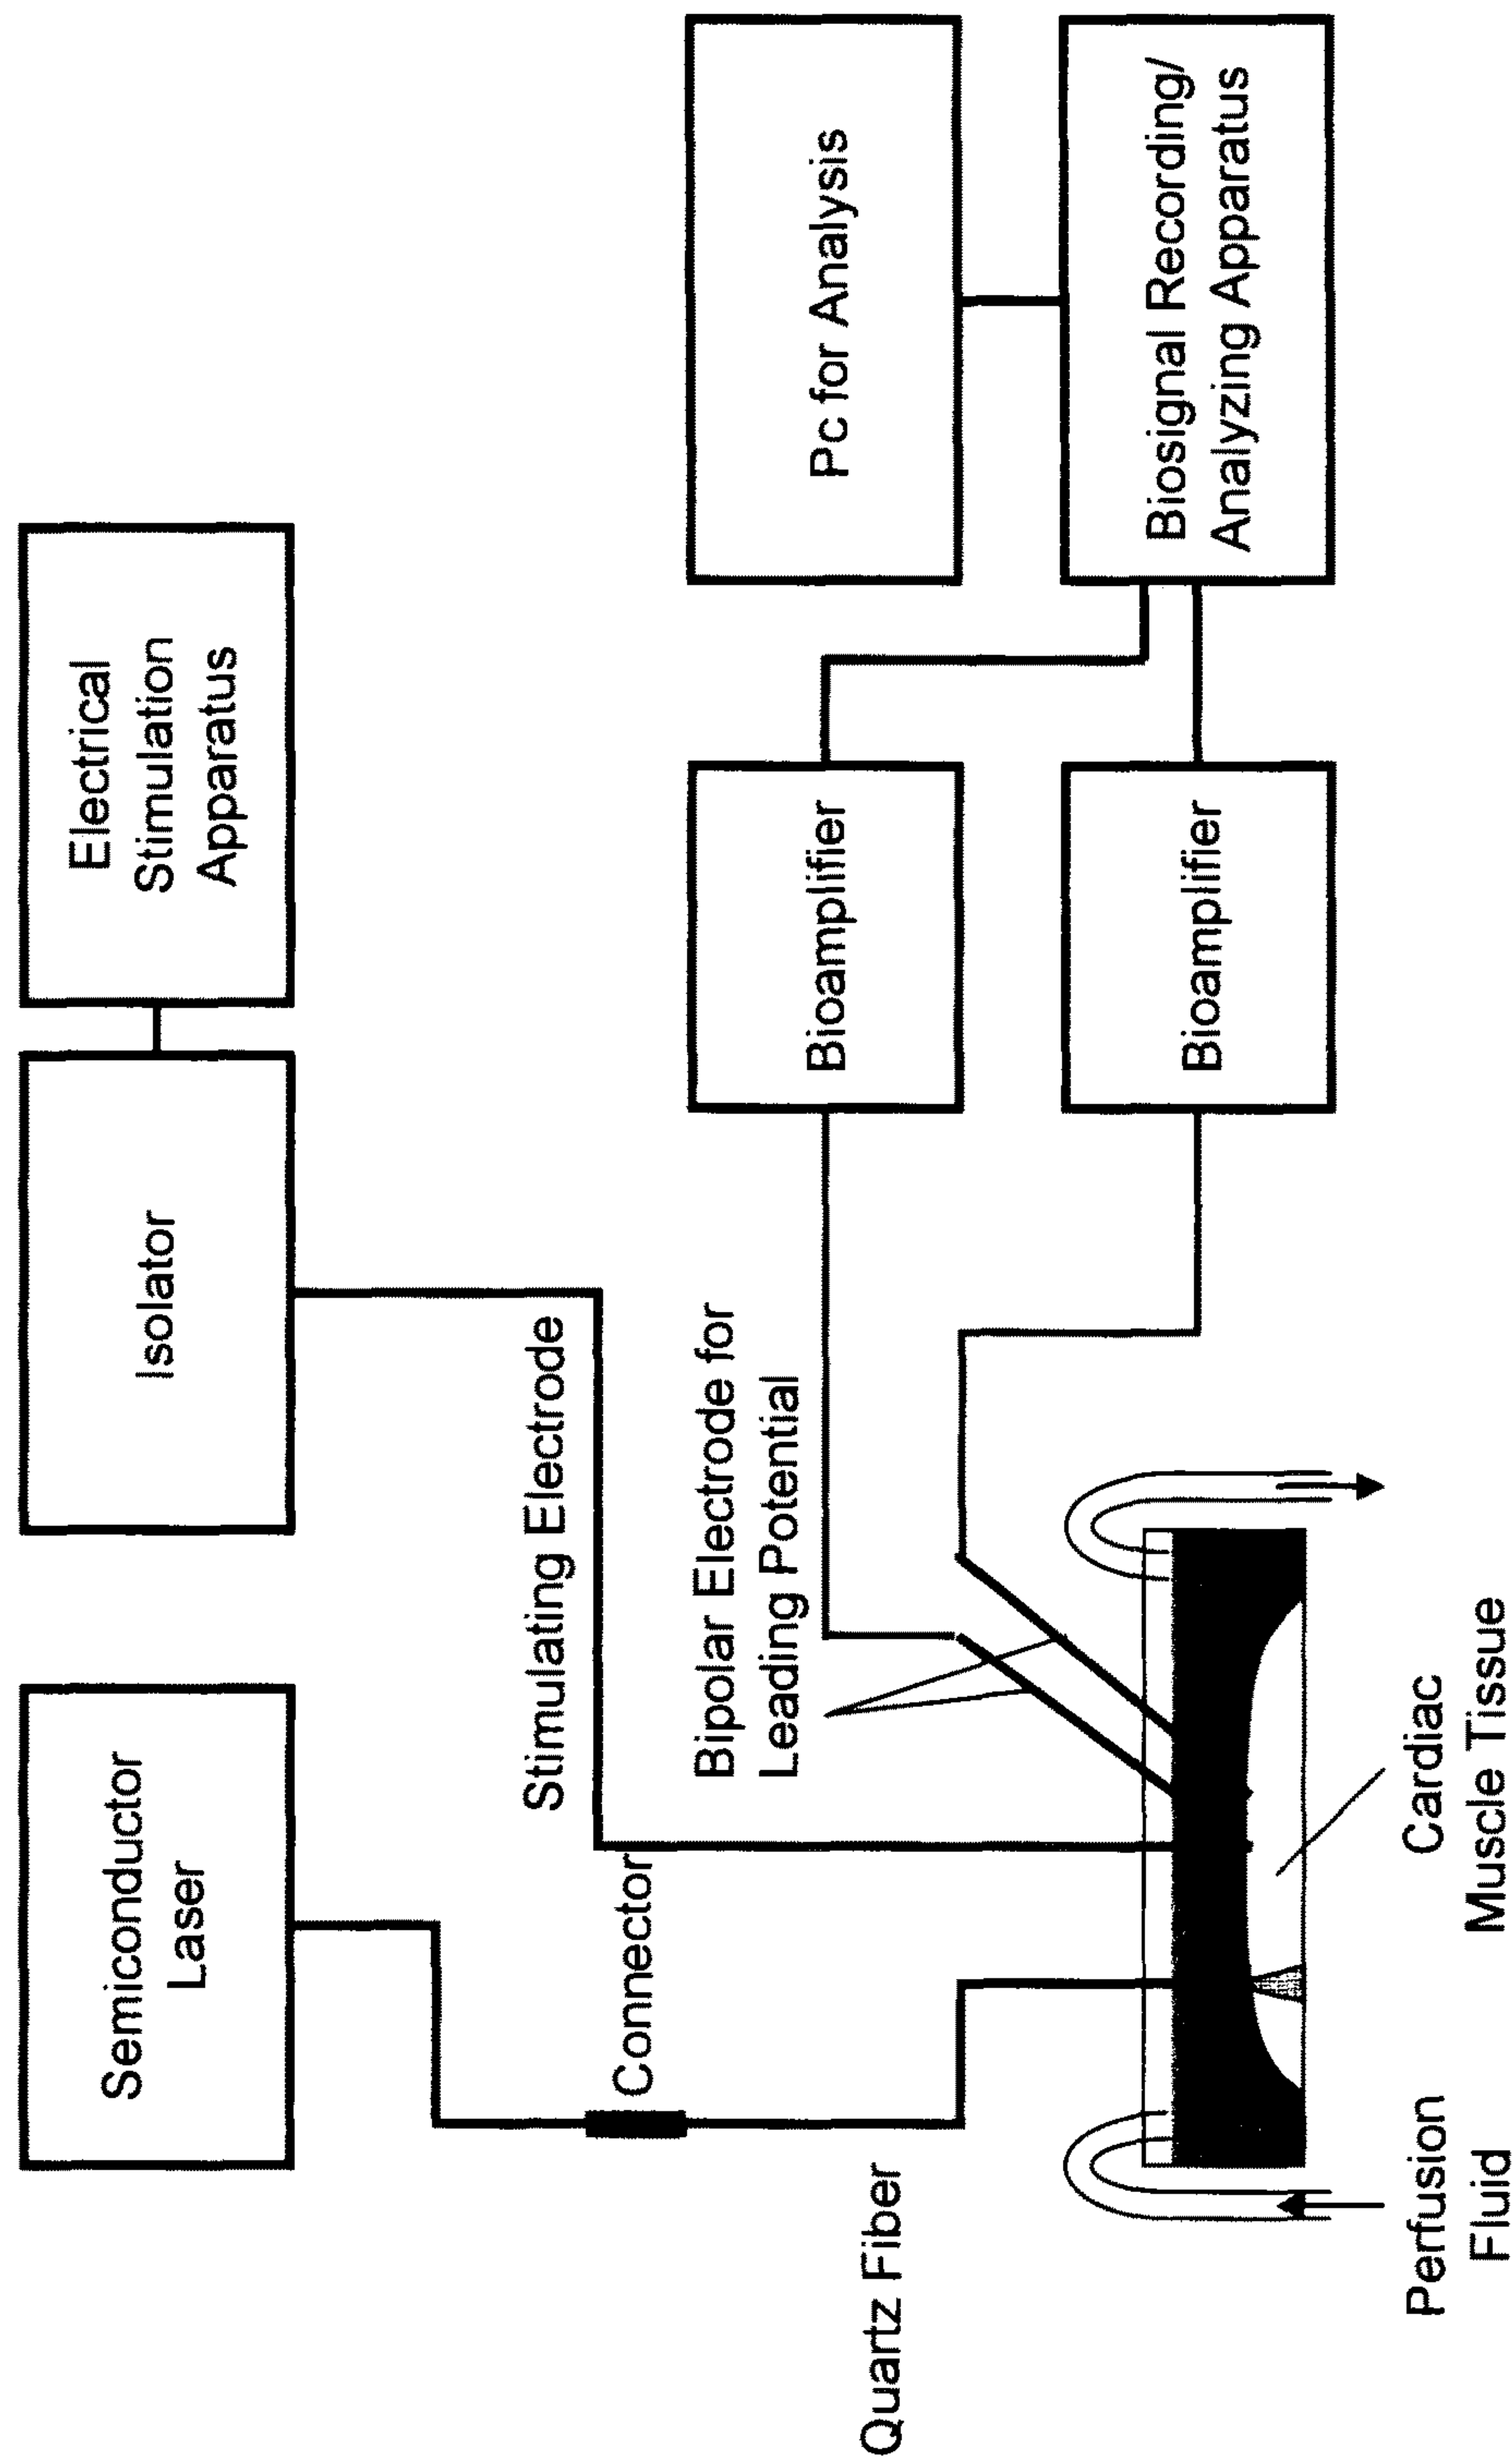 Semiconductor
Laser
Isolator
Electrical
Stimulation
Apparatus
Stimulating Electrode
Connector
Bipolar Electrode for
Leading Potential
Quartz Fiber
Bioamplifier
Pc for Analysis
Bioamplifier
Biosignal Recording/
Analyzing Apparatus
Perfusion
Fluid
Cardiac
Muscle Tissue